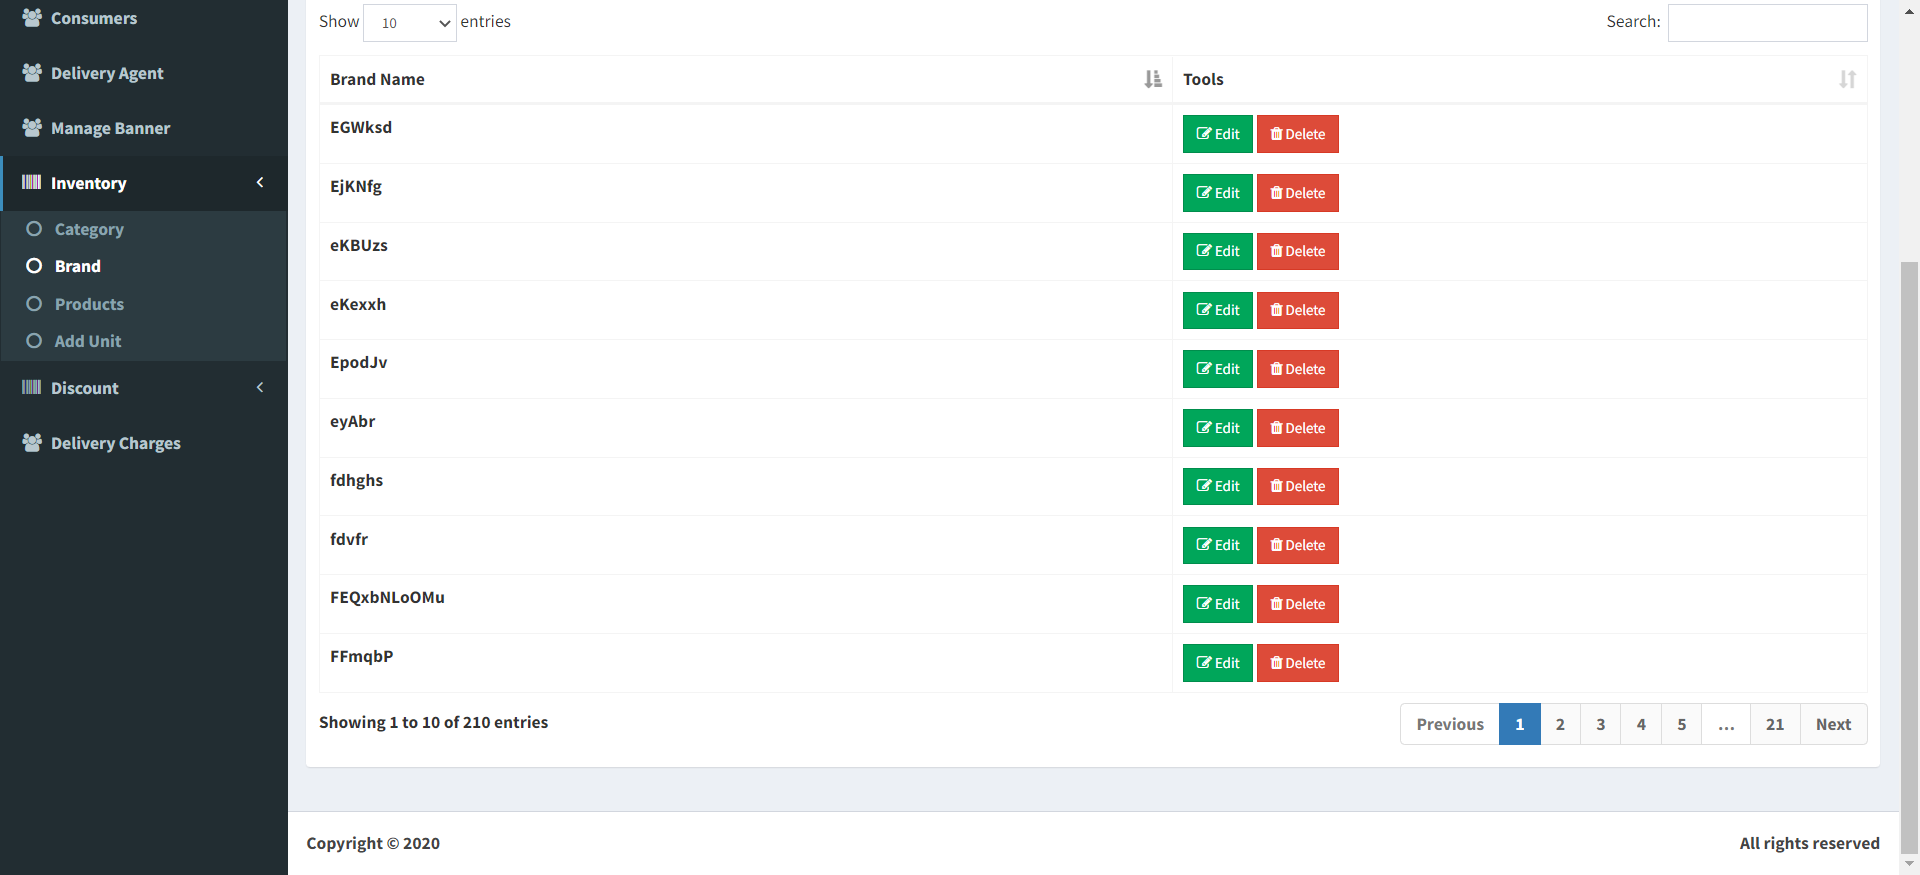 Consumers
Delivery Agent
Manage Banner
Inventory
Category
Brand
Products
Add Unit
Discount
Delivery Charges
Show 10 entries
Search:
Brand Name Tools
EGWksd Edit Delete
EjKNfg Edit Delete
eKBUzs Edit Delete
eKexxh Edit Delete
EpodJv Edit Delete
eyAbr Edit Delete
fdhghs Edit Delete
fdvfr Edit Delete
FEQxbNLoOMu Edit Delete
FFmqbP Edit Delete
Showing 1 to 10 of 210 entries
Previous 1 2 3 4 5 … 21 Next
Copyright © 2020
All rights reserved